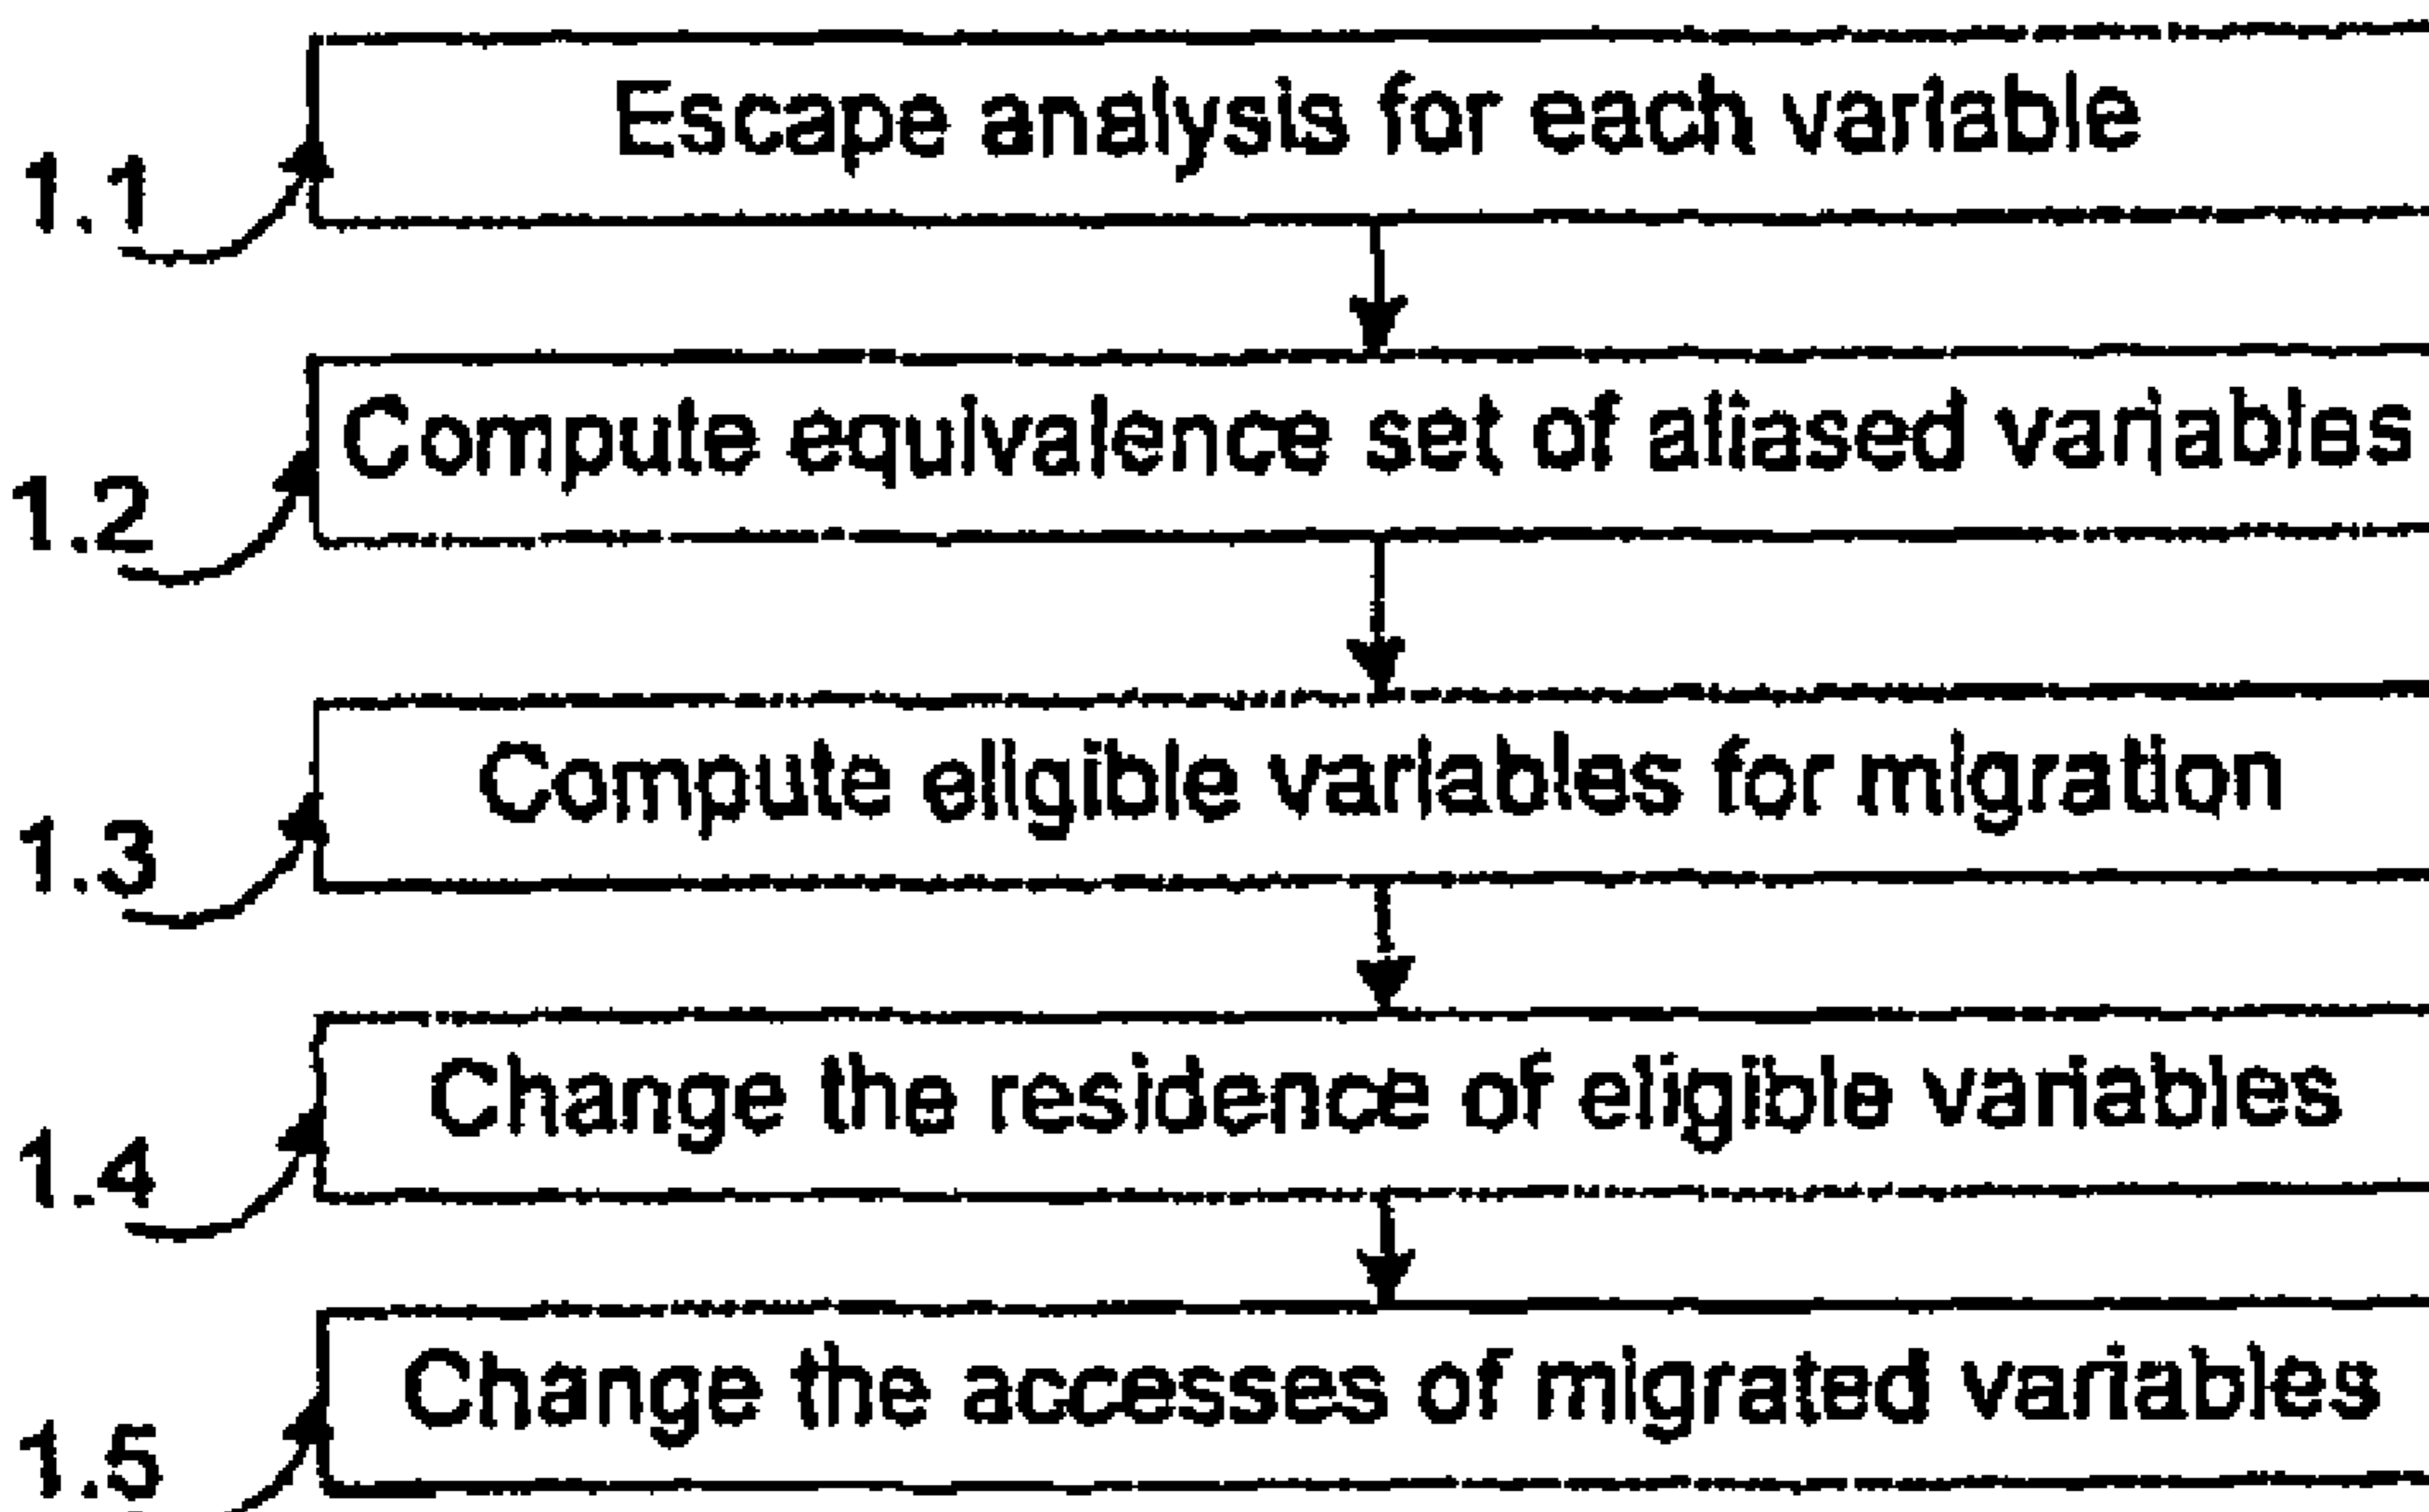 Escape analysis for each variable
1.1
Compute equivalence set of aliased variables
1.2
Compute eligible variables for migration
1.3
Change the residence of eligible variables
1.4
Change the accesses of migrated variables
1.5